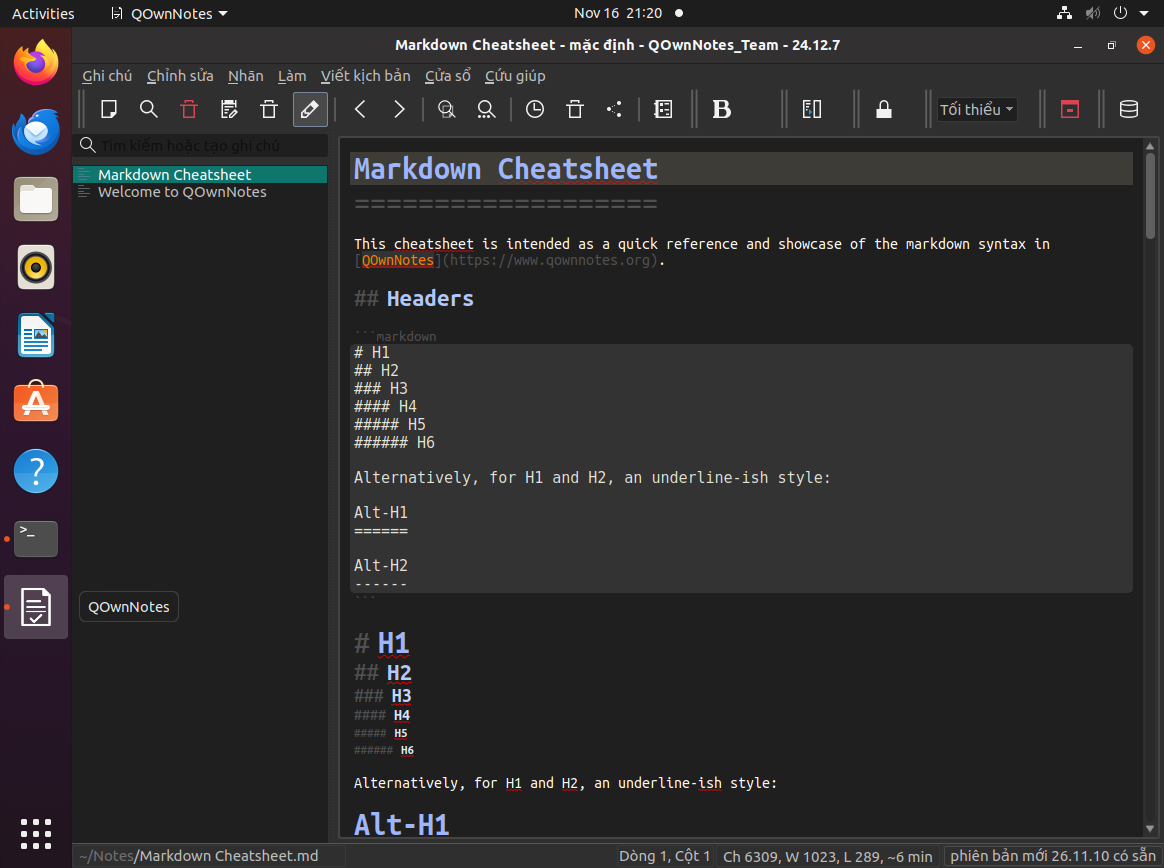 Activities QOwnNotes Nov 16 21:20
Markdown Cheatsheet - mặc định - QOwnNotes_Team - 24.12.7
Ghi chú Chỉnh sửa Nhãn Làm Viết kịch bản Cửa sổ Cứu giúp
B Tối thiểu
Tìm kiếm hoặc tạo ghi chú
Markdown Cheatsheet
Welcome to QOwnNotes
Markdown Cheatsheet
===================
This cheatsheet is intended as a quick reference and showcase of the markdown syntax in
[QOwnNotes](https://www.qownnotes.org).
## Headers
```markdown
# H1
## H2
### H3
#### H4
##### H5
###### H6
Alternatively, for H1 and H2, an underline-ish style:
Alt-H1
======
Alt-H2
------
```
QOwnNotes
# H1
## H2
### H3
#### H4
##### H5
###### H6
Alternatively, for H1 and H2, an underline-ish style:
Alt-H1
~/Notes/Markdown Cheatsheet.md Dòng 1, Cột 1 Ch 6309, W 1023, L 289, ~6 min phiên bản mới 26.11.10 có sẵn